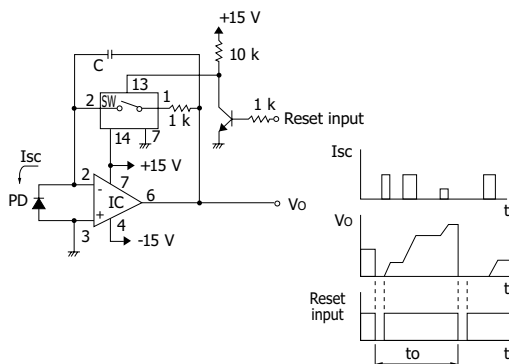 +15 V
10 k
C
13
2 SW 1
1 k
14 7
1 k
Reset input
Isc
+15 V
2 - 7
PD IC 6
+
3 4
-15 V
Vo
Isc
t
Vo
t
Reset
input
to t